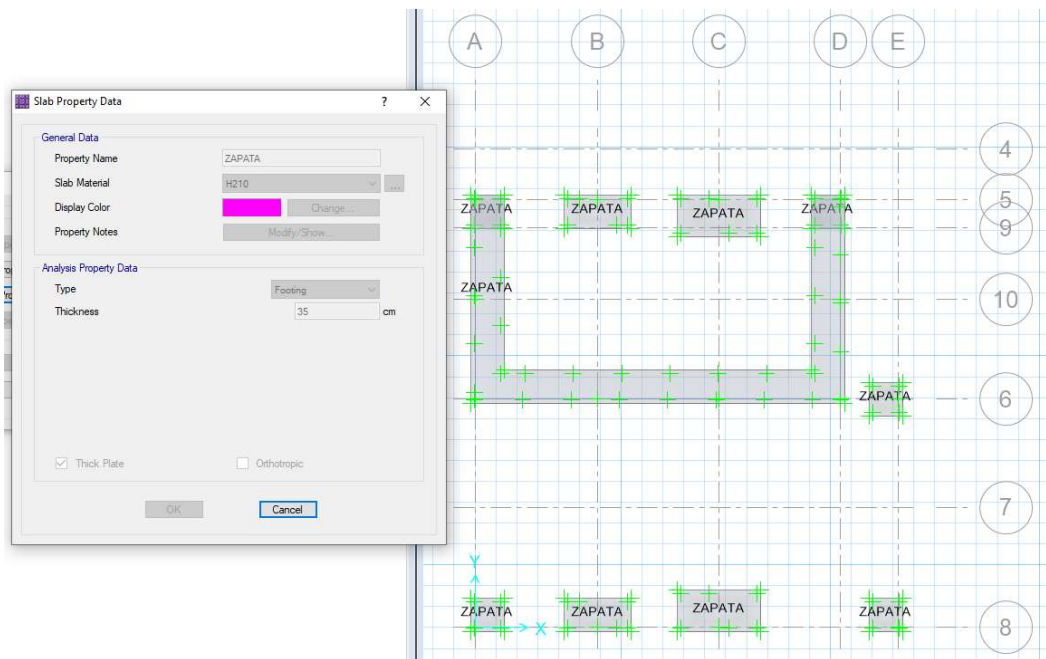 Slab Property Data ? X
General Data
Property Name ZAPATA
Slab Material H210 ...
Display Color Change...
Property Notes Modify/Show...
Analysis Property Data
Type Footing
Thickness 35 cm
Thick Plate Orthotropic
OK Cancel
A B C D E
4
ZAPATA ZAPATA ZAPATA ZAPATA 5
9
ZAPATA 10
ZAPATA 6
7
Y
ZAPATA ZAPATA ZAPATA ZAPATA
X 8